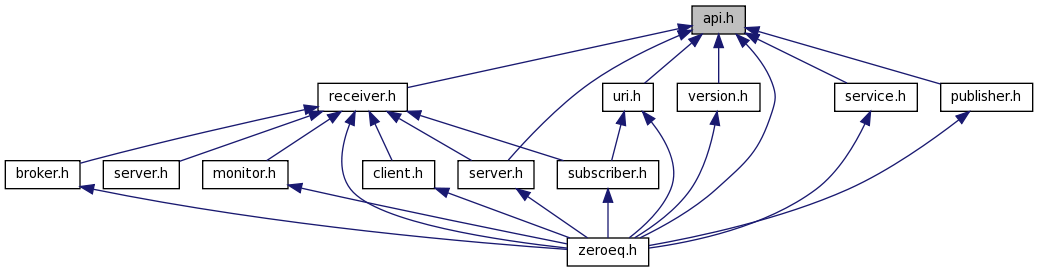 api.h
receiver.h
uri.h
version.h
service.h
publisher.h
broker.h
server.h
monitor.h
client.h
server.h
subscriber.h
zeroeq.h